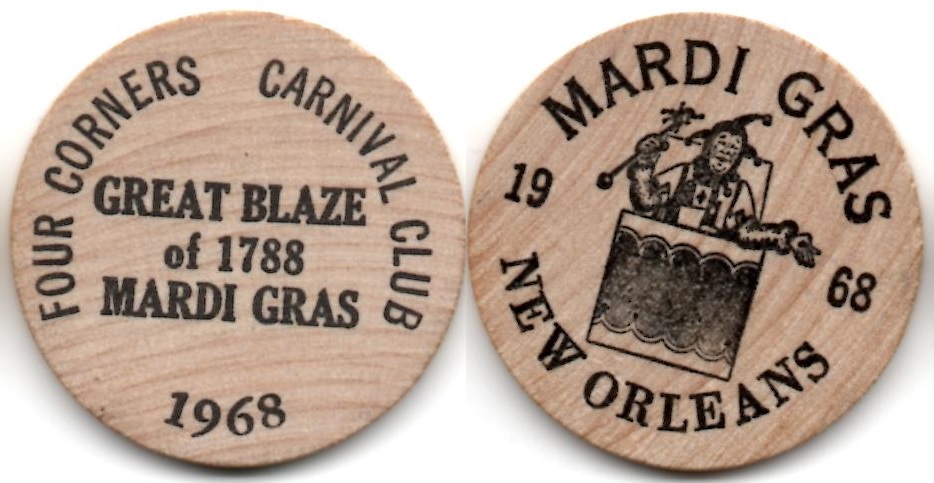 FOUR CORNERS CARNIVAL CLUB
GREAT BLAZE
of 1788
MARDI GRAS
1968
MARDI GRAS
19 68
NEW ORLEANS